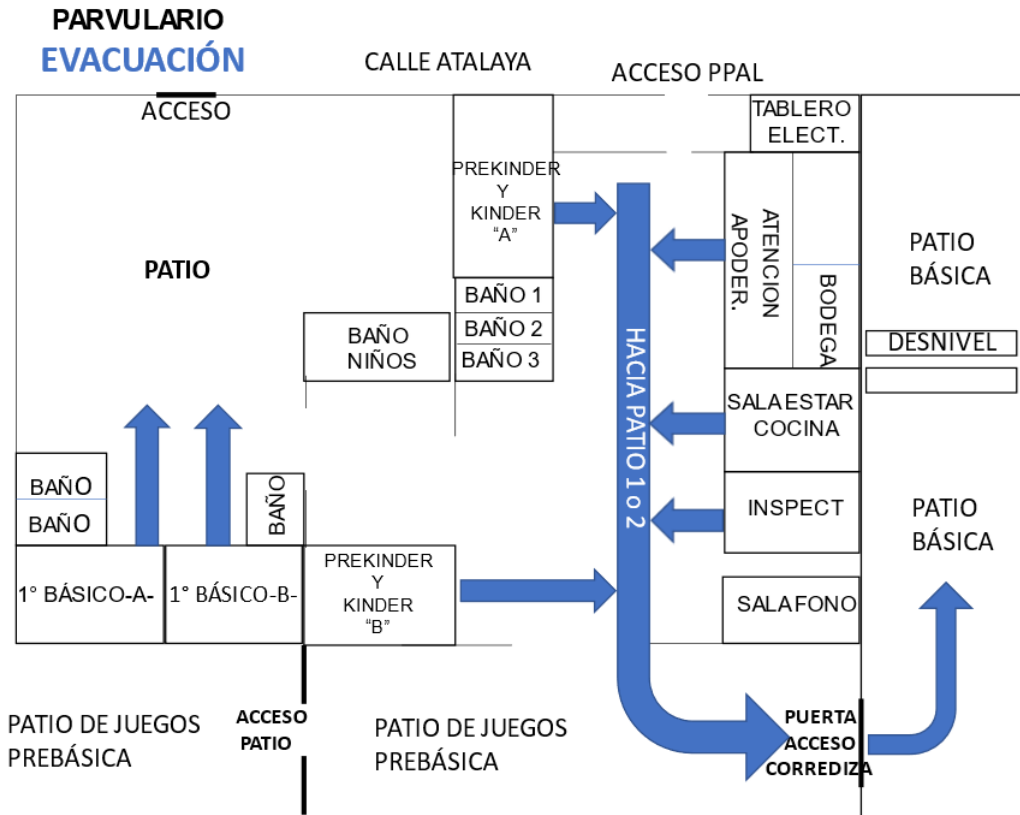 PARVULARIO
EVACUACIÓN
CALLE ATALAYA
ACCESO PPAL
ACCESO
TABLERO
ELECT.
PREKINDER
Y
KINDER
“A”
ATENCION
APODER.
BODEGA
PATIO
BÁSICA
PATIO
BAÑO 1
BAÑO 2
BAÑO 3
BAÑO
NIÑOS
HACIA PATIO 1 o 2
DESNIVEL
SALA ESTAR
COCINA
BAÑO
BAÑO
BAÑO
INSPECT
PATIO
BÁSICA
1° BÁSICO-A-
1° BÁSICO-B-
PREKINDER
Y
KINDER
“B”
SALA FONO
PATIO DE JUEGOS
PREBÁSICA
ACCESO
PATIO
PATIO DE JUEGOS
PREBÁSICA
PUERTA
ACCESO
CORREDIZA